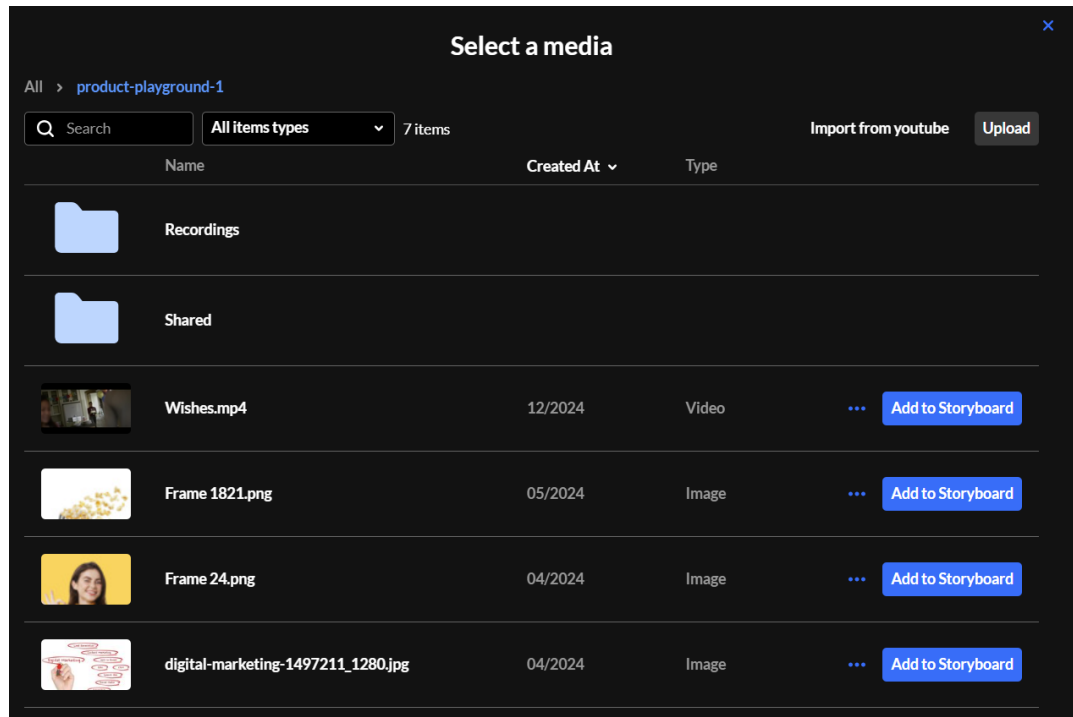 Select a media
All > product-playground-1
Search All items types 7 items Import from youtube Upload
Name Created At Type
Recordings
Shared
Wishes.mp4 12/2024 Video Add to Storyboard
Frame 1821.png 05/2024 Image Add to Storyboard
Frame 24.png 04/2024 Image Add to Storyboard
digital-marketing-1497211_1280.jpg 04/2024 Image Add to Storyboard